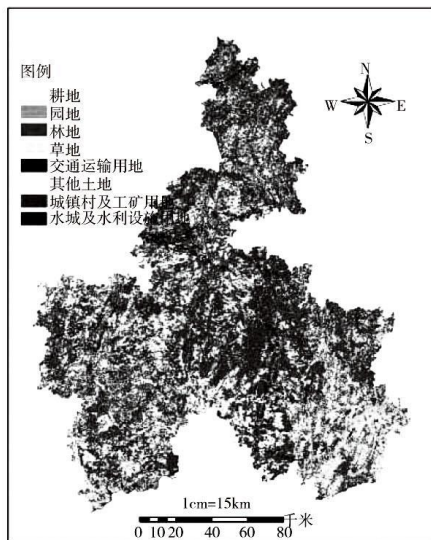 图例
耕地
园地
林地
草地
交通运输用地
其他土地
城镇村及工矿用地
水城及水利设施用地
N
W E
S
1cm=15km
0 10 20 40 60 80 千米